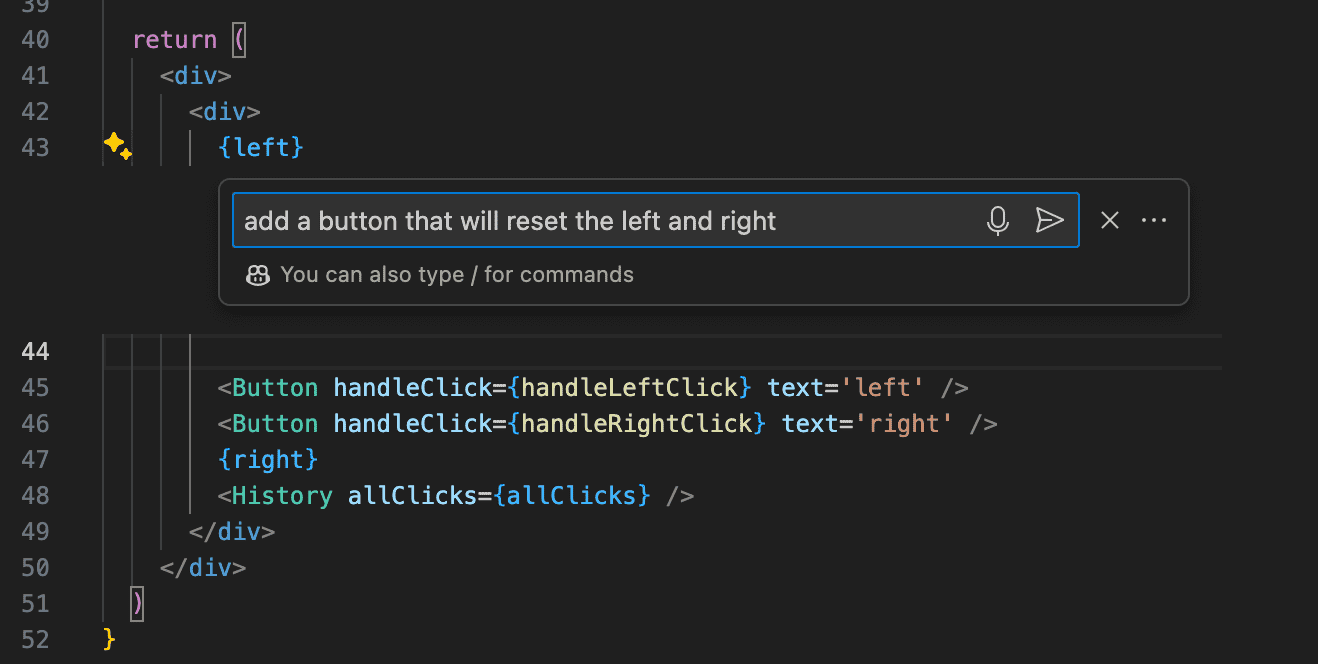 39
40 return (
41 <div>
42 <div>
43 {left}
add a button that will reset the left and right
You can also type / for commands
44
45 <Button handleClick={handleLeftClick} text='left' />
46 <Button handleClick={handleRightClick} text='right' />
47 {right}
48 <History allClicks={allClicks} />
49 </div>
50 </div>
51 )
52 }